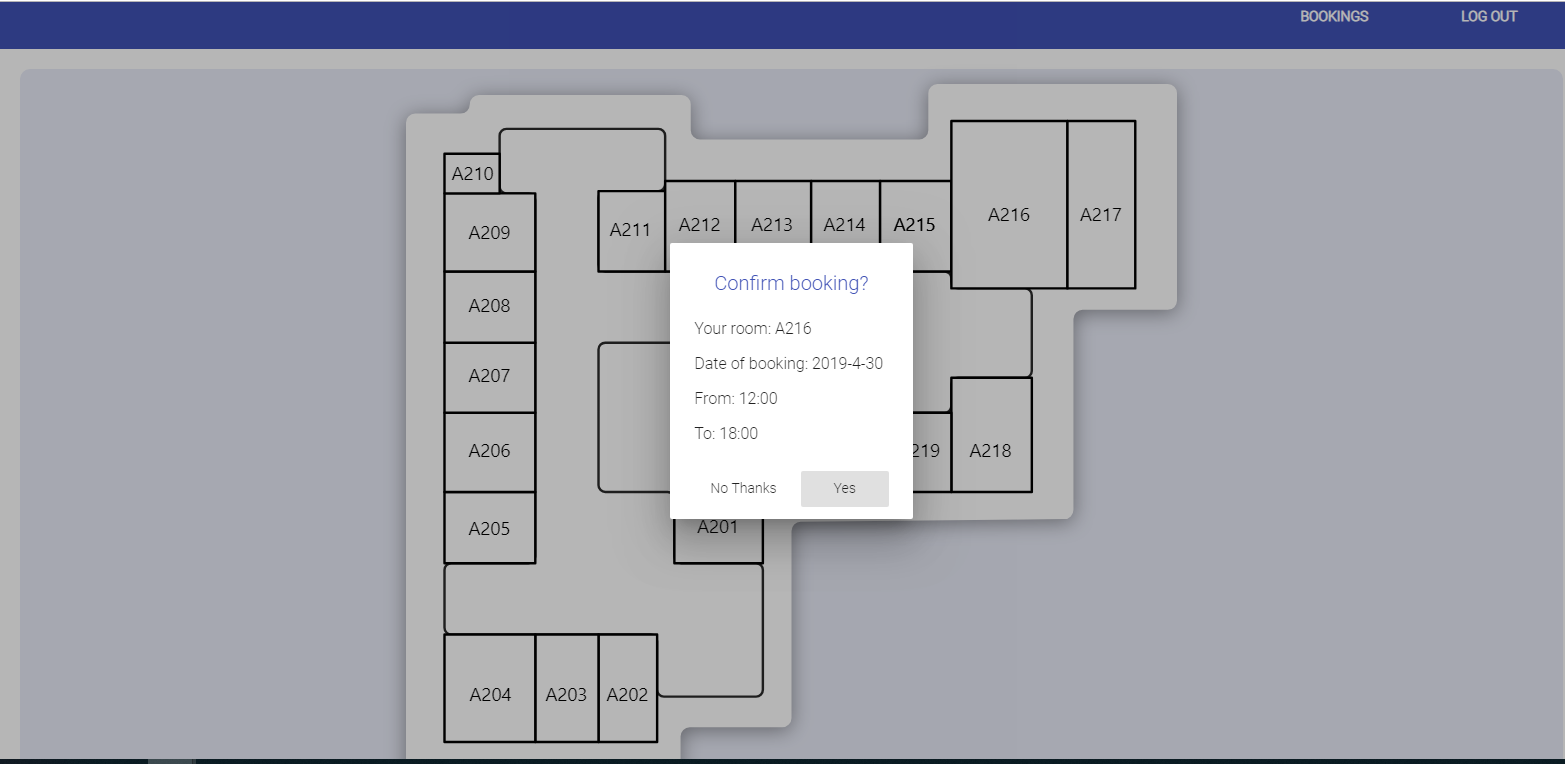 BOOKINGS LOG OUT
A210
A209
A211
A212
A213
A214
A215
A216
A217
A208
A207
A206
A205
Confirm booking?
Your room: A216
Date of booking: 2019-4-30
From: 12:00
To: 18:00
No Thanks Yes
219
A218
A201
A204
A203
A202